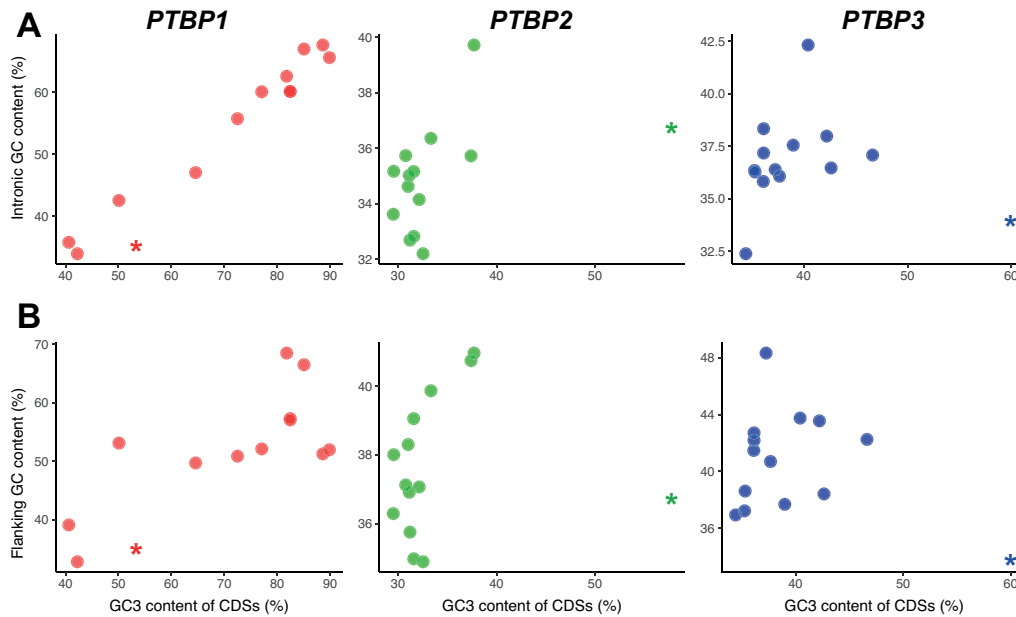 A PTBP1 PTBP2 PTBP3
Intronic GC content (%)
60
50
40
40 50 60 70 80 90
40
38
36
34
32
30 40 50
42.5
40.0
37.5
35.0
32.5
40 50 60
*
*
*
B
Flanking GC content (%)
70
60
50
40
40 50 60 70 80 90
GC3 content of CDSs (%)
40
38
36
30 40 50
GC3 content of CDSs (%)
48
44
40
36
40 50 60
GC3 content of CDSs (%)
*
*
*